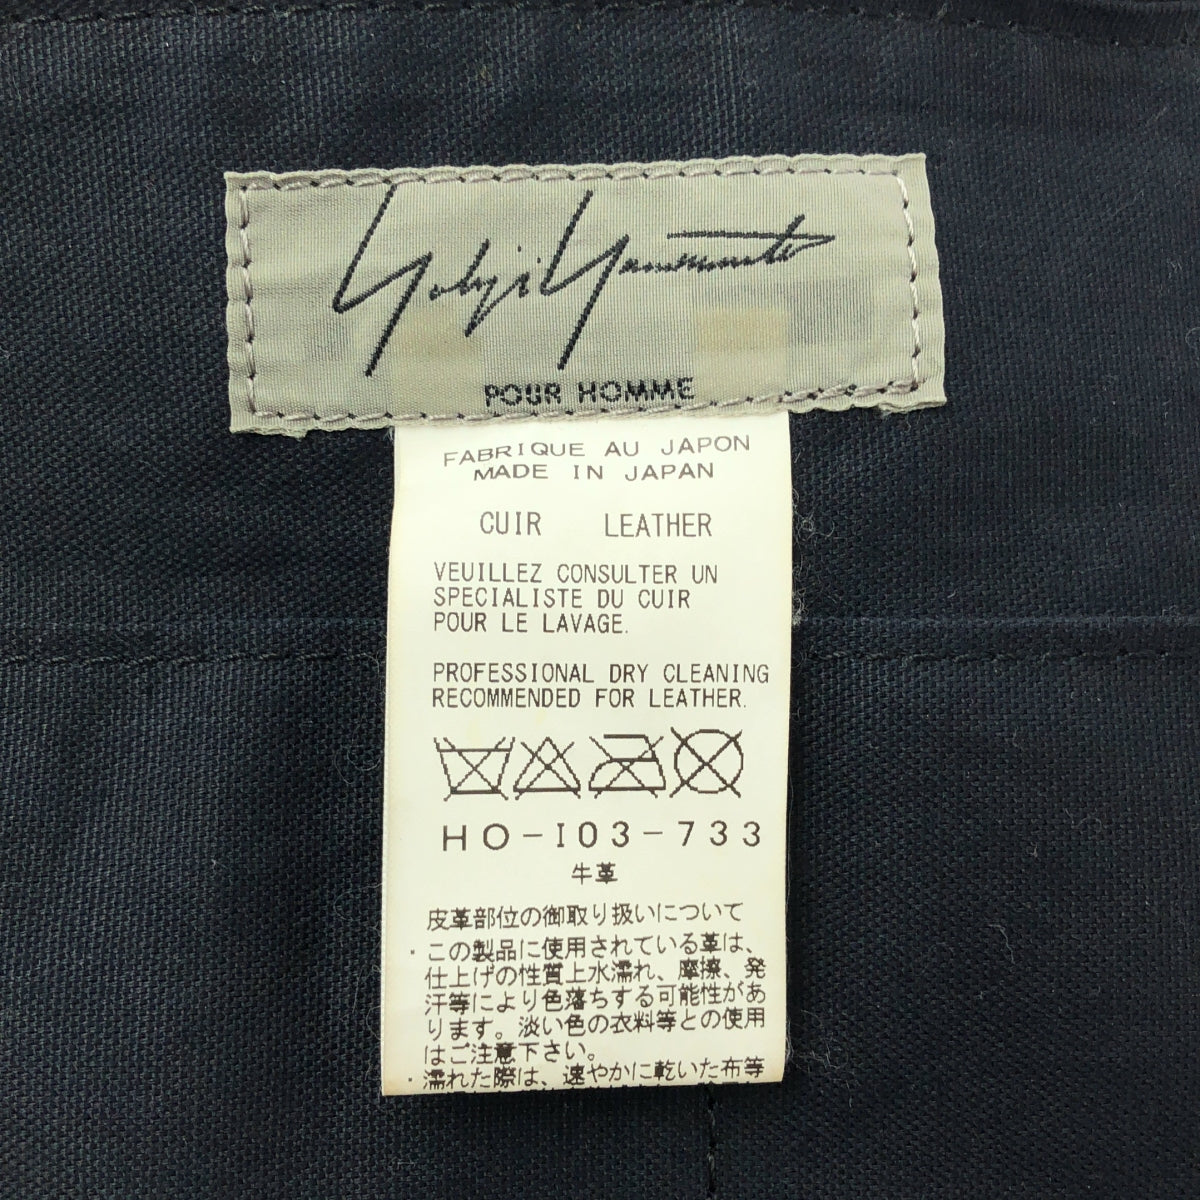 Yohji Yamamoto
POUR HOMME
FABRIQUE AU JAPON
MADE IN JAPAN
CUIR LEATHER
VEUILLEZ CONSULTER UN
SPECIALISTE DU CUIR
POUR LE LAVAGE.
PROFESSIONAL DRY CLEANING
RECOMMENDED FOR LEATHER.
HO-I03-733
牛革
皮革部位の御取り扱いについて
・この製品に使用されている革は、
仕上げの性質上水濡れ、摩擦、発
汗等により色落ちする可能性があ
ります。淡い色の衣料等との使用
はご注意下さい。
・濡れた際は、速やかに乾いた布等